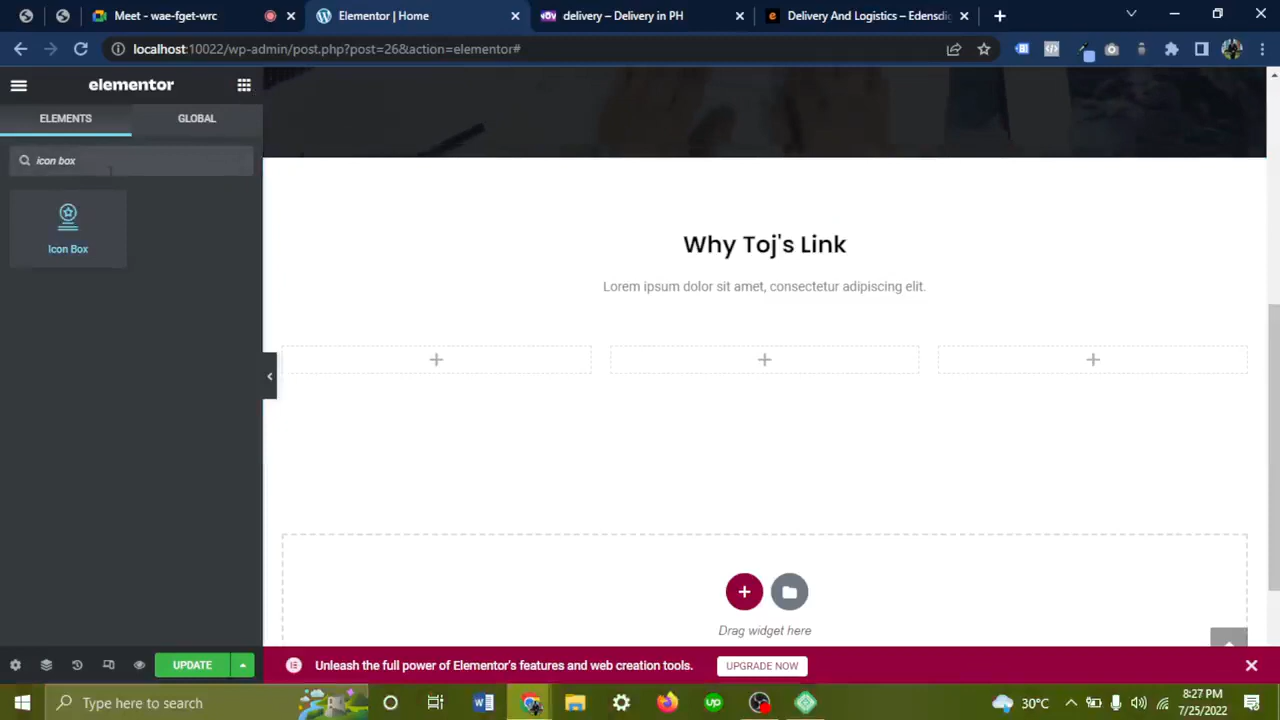 Meet - wae-fget-wrc
Elementor | Home
delivery – Delivery in PH
Delivery And Logistics – Edensdig
localhost:10022/wp-admin/post.php?post=26&action=elementor#
elementor
ELEMENTS
GLOBAL
icon box
Icon Box
Why Toj's Link
Lorem ipsum dolor sit amet, consectetur adipiscing elit.
Drag widget here
UPDATE
Unleash the full power of Elementor's features and web creation tools.
UPGRADE NOW
Type here to search
30°C
8:27 PM
7/25/2022